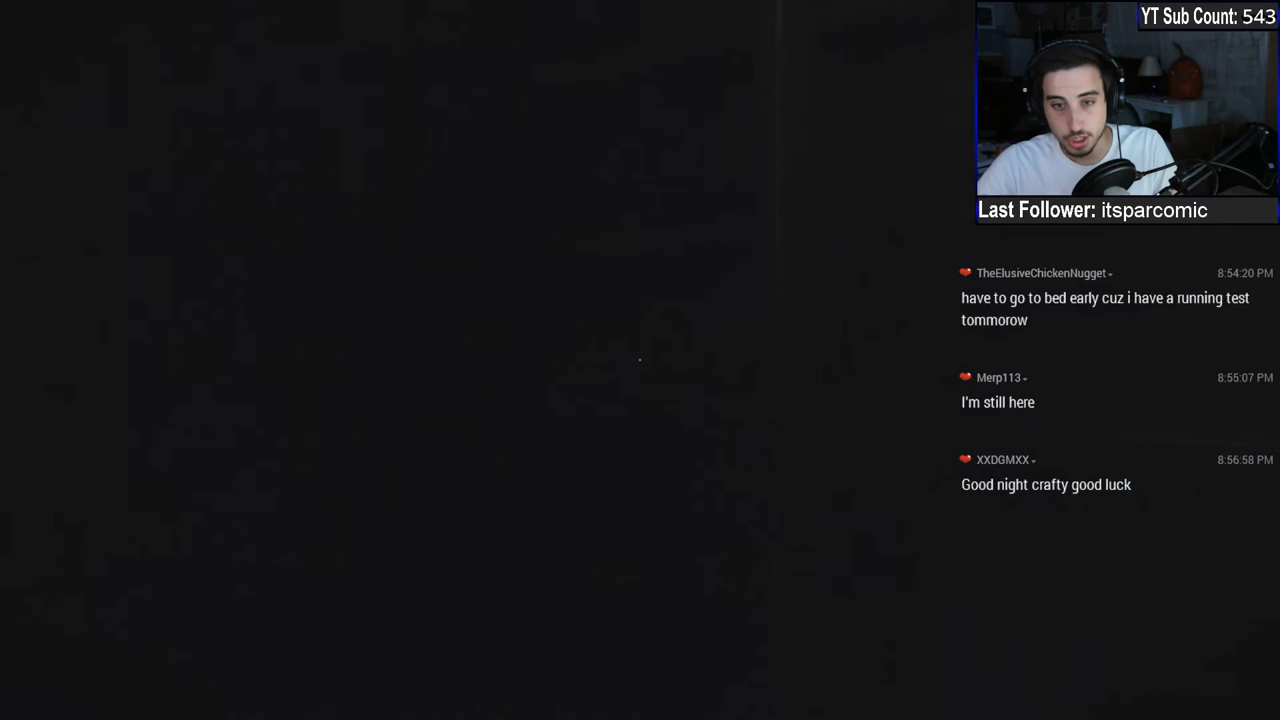 YT Sub Count: 543
Last Follower: itsparcomic
TheElusiveChickenNugget 8:54:20 PM
have to go to bed early cuz i have a running test
tommorow
Merp113 8:55:07 PM
I'm still here
XXDGMXX 8:56:58 PM
Good night crafty good luck